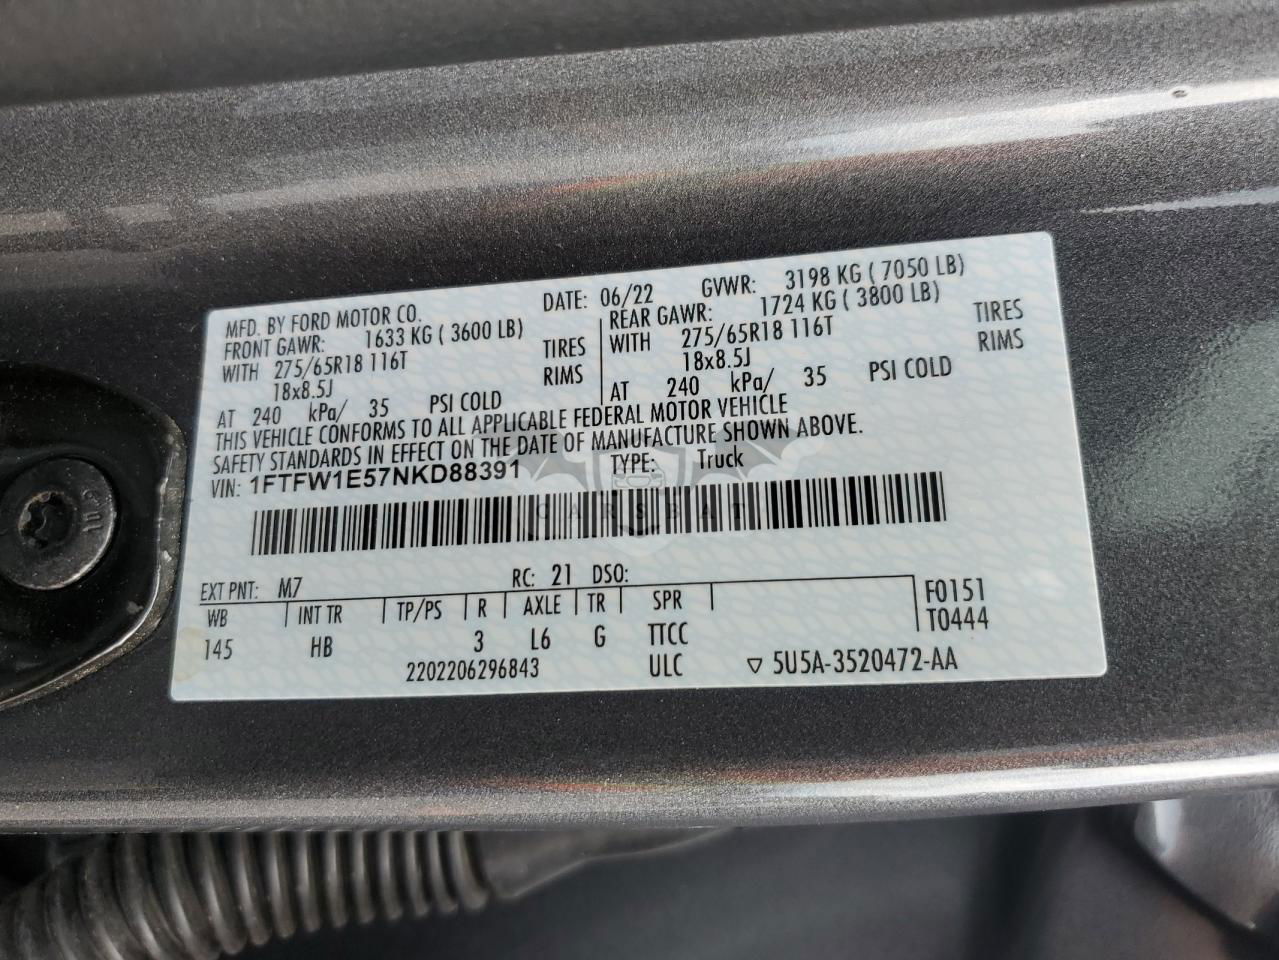 MFD. BY FORD MOTOR CO. DATE: 06/22 GVWR: 3198 KG ( 7050 LB)
FRONT GAWR: 1633 KG ( 3600 LB) REAR GAWR: 1724 KG ( 3800 LB)
WITH 275/65R18 116T TIRES WITH 275/65R18 116T TIRES
18x8.5J RIMS 18x8.5J RIMS
AT 240 kPa/ 35 PSI COLD AT 240 kPa/ 35 PSI COLD
THIS VEHICLE CONFORMS TO ALL APPLICABLE FEDERAL MOTOR VEHICLE
SAFETY STANDARDS IN EFFECT ON THE DATE OF MANUFACTURE SHOWN ABOVE.
VIN: 1FTFW1E57NKD88391 TYPE: Truck
CARSBAT
EXT PNT: M7 RC: 21 DSO:
WB INT TR TP/PS R AXLE TR SPR F0151
145 HB 3 L6 G TTCC T0444
2202206296843 ULC ▽ 5U5A-3520472-AA